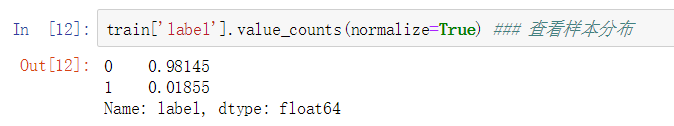 In [12]: train['label'].value_counts(normalize=True) ### 查看样本分布
Out[12]: 0 0.98145
1 0.01855
Name: label, dtype: float64